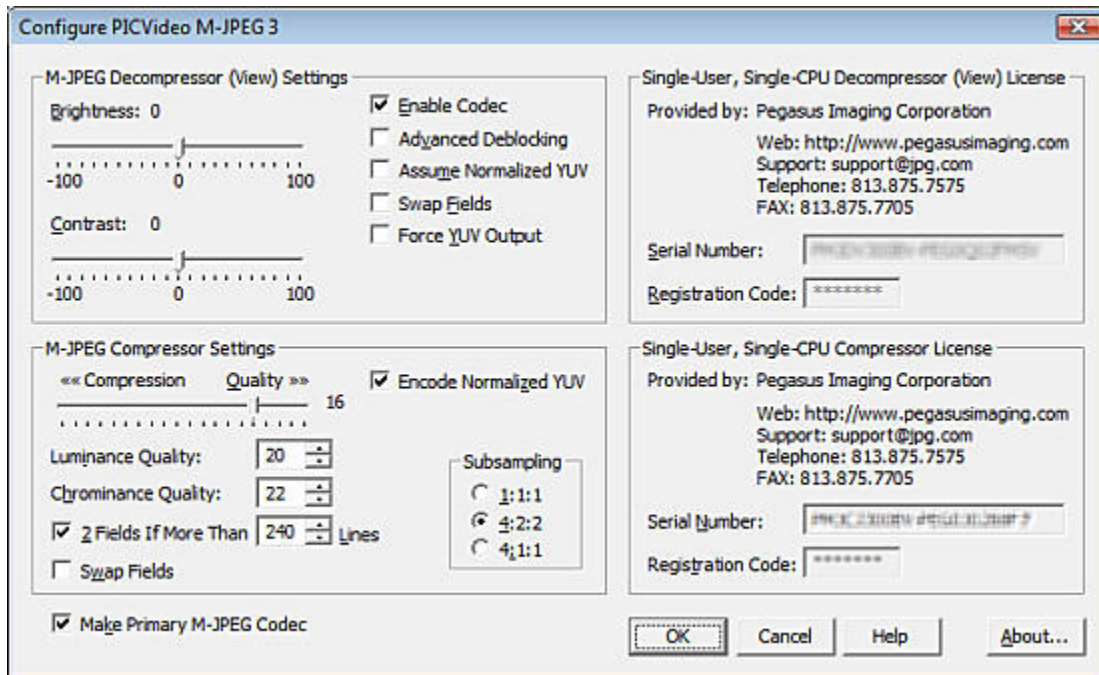 Configure PICVideo M-JPEG 3
M-JPEG Decompressor (View) Settings
Brightness: 0
-100 0 100
Contrast: 0
-100 0 100
Enable Codec
Advanced Deblocking
Assume Normalized YUV
Swap Fields
Force YUV Output
Single-User, Single-CPU Decompressor (View) License
Provided by: Pegasus Imaging Corporation
Web: http://www.pegasusimaging.com
Support: support@jpg.com
Telephone: 813.875.7575
FAX: 813.875.7705
Serial Number:
Registration Code: *******
M-JPEG Compressor Settings
«« Compression Quality »» 16
Encode Normalized YUV
Luminance Quality: 20
Chrominance Quality: 22
2 Fields If More Than 240 Lines
Swap Fields
Subsampling
1:1:1
4:2:2
4:1:1
Single-User, Single-CPU Compressor License
Provided by: Pegasus Imaging Corporation
Web: http://www.pegasusimaging.com
Support: support@jpg.com
Telephone: 813.875.7575
FAX: 813.875.7705
Serial Number:
Registration Code: *******
Make Primary M-JPEG Codec
OK Cancel Help About...